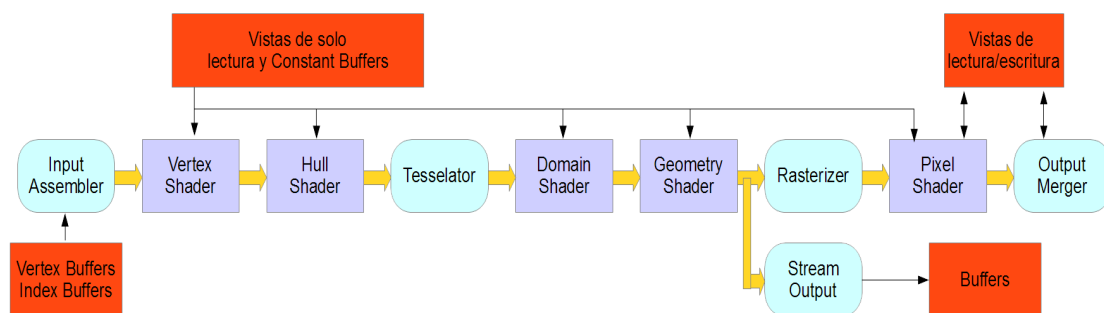 Vistas de solo
lectura y Constant Buffers
Vistas de
lectura/escritura
Input
Assembler
Vertex
Shader
Hull
Shader
Tesselator
Domain
Shader
Geometry
Shader
Rasterizer
Pixel
Shader
Output
Merger
Vertex Buffers
Index Buffers
Stream
Output
Buffers